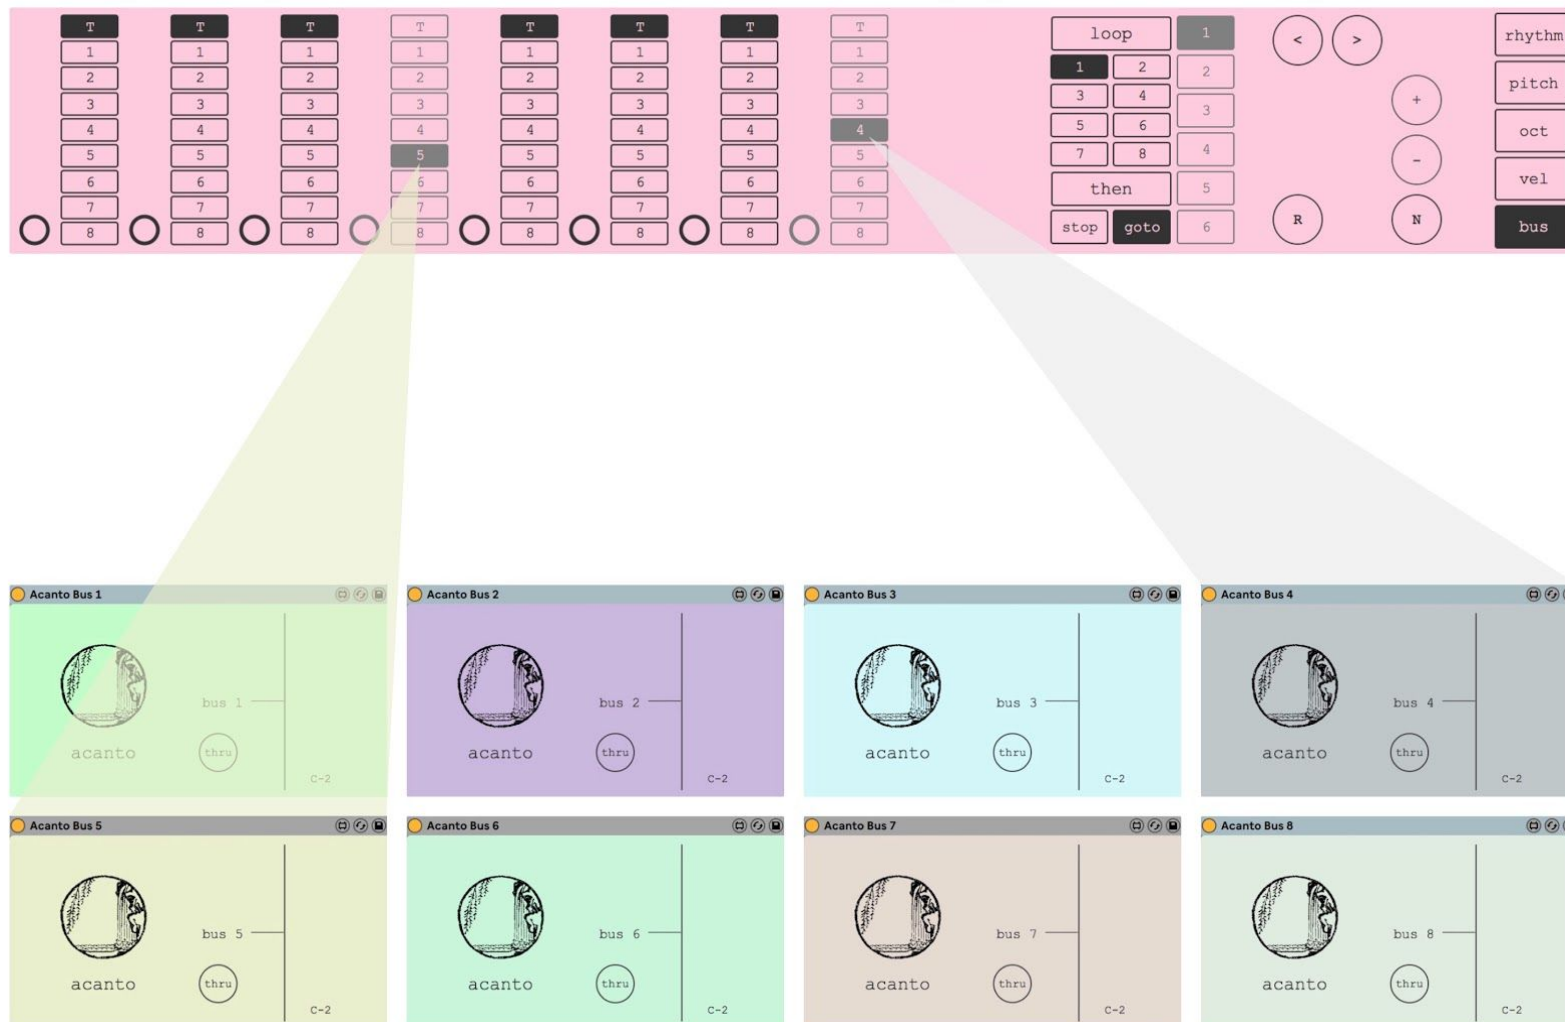 T T T T T T T T loop 1 < > rhythm
1 1 1 1 1 1 1 1 1 2 2 pitch
2 2 2 2 2 2 2 2 3 4 3 +
3 3 3 3 3 3 3 3 5 6 4 oct
4 4 4 4 4 4 4 4 7 8 -
5 5 5 5 5 5 5 5 then 5 vel
6 6 6 6 6 6 6 6 stop goto 6 R N bus
7 7 7 7 7 7 7 7
8 8 8 8 8 8 8 8
Acanto Bus 1
bus 1
acanto thru
C-2
Acanto Bus 2
bus 2
acanto thru
C-2
Acanto Bus 3
bus 3
acanto thru
C-2
Acanto Bus 4
bus 4
acanto thru
C-2
Acanto Bus 5
bus 5
acanto thru
C-2
Acanto Bus 6
bus 6
acanto thru
C-2
Acanto Bus 7
bus 7
acanto thru
C-2
Acanto Bus 8
bus 8
acanto thru
C-2